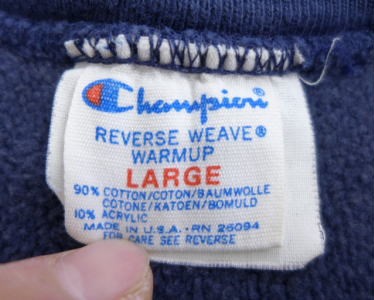 Champion
REVERSE WEAVE®
WARMUP
LARGE
90% COTTON/COTON/BAUMWOLLE
COTONE/KATOEN/BOMULD
10% ACRYLIC
MADE IN U.S.A. · RN 26094
FOR CARE SEE REVERSE